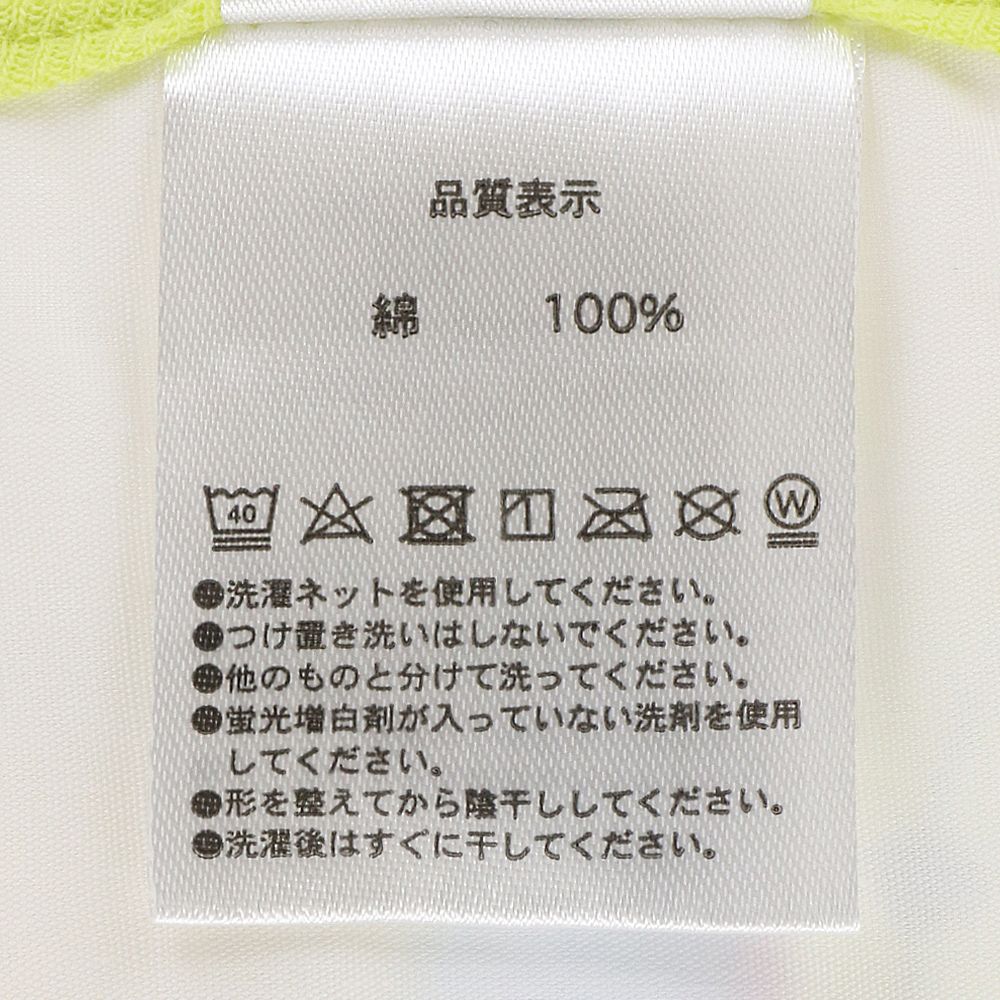 品質表示
綿 100%
40 W
●洗濯ネットを使用してください。
●つけ置き洗いはしないでください。
●他のものと分けて洗ってください。
●蛍光増白剤が入っていない洗剤を使用
してください。
●形を整えてから陰干ししてください。
●洗濯後はすぐに干してください。